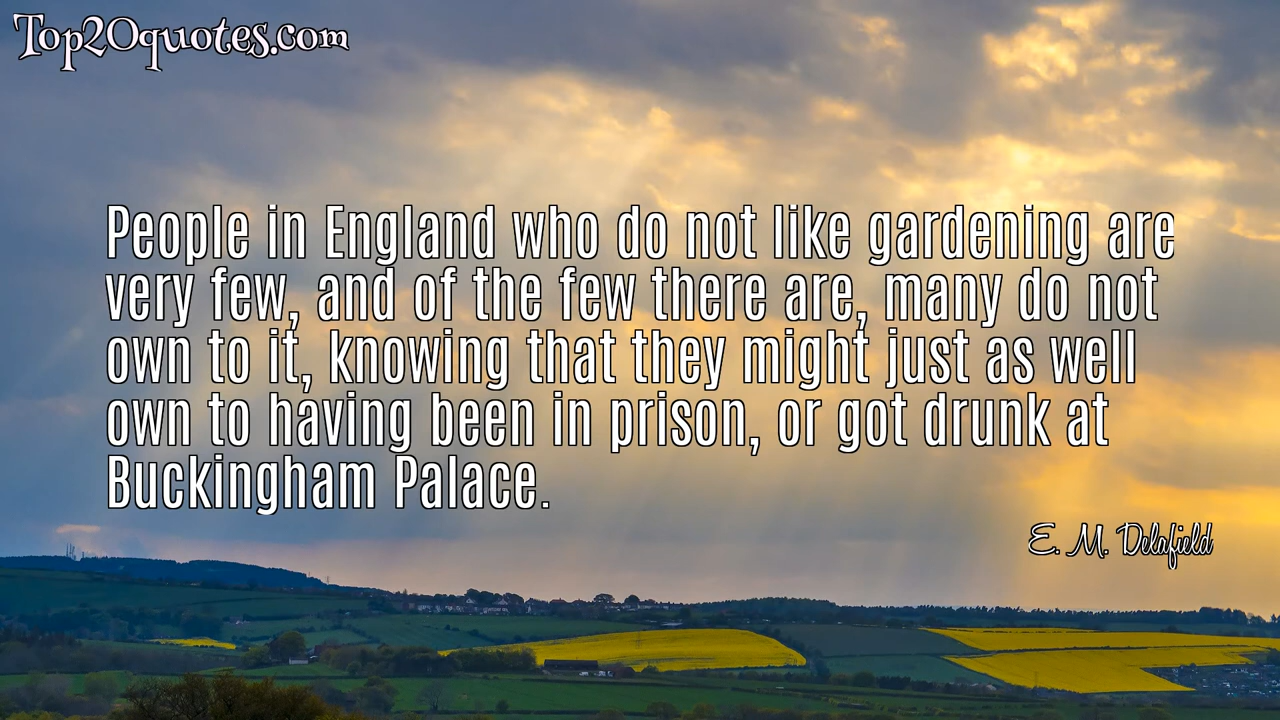 Top20quotes.com
People in England who do not like gardening are
very few, and of the few there are, many do not
own to it, knowing that they might just as well
own to having been in prison, or got drunk at
Buckingham Palace.
E. M. Delafield